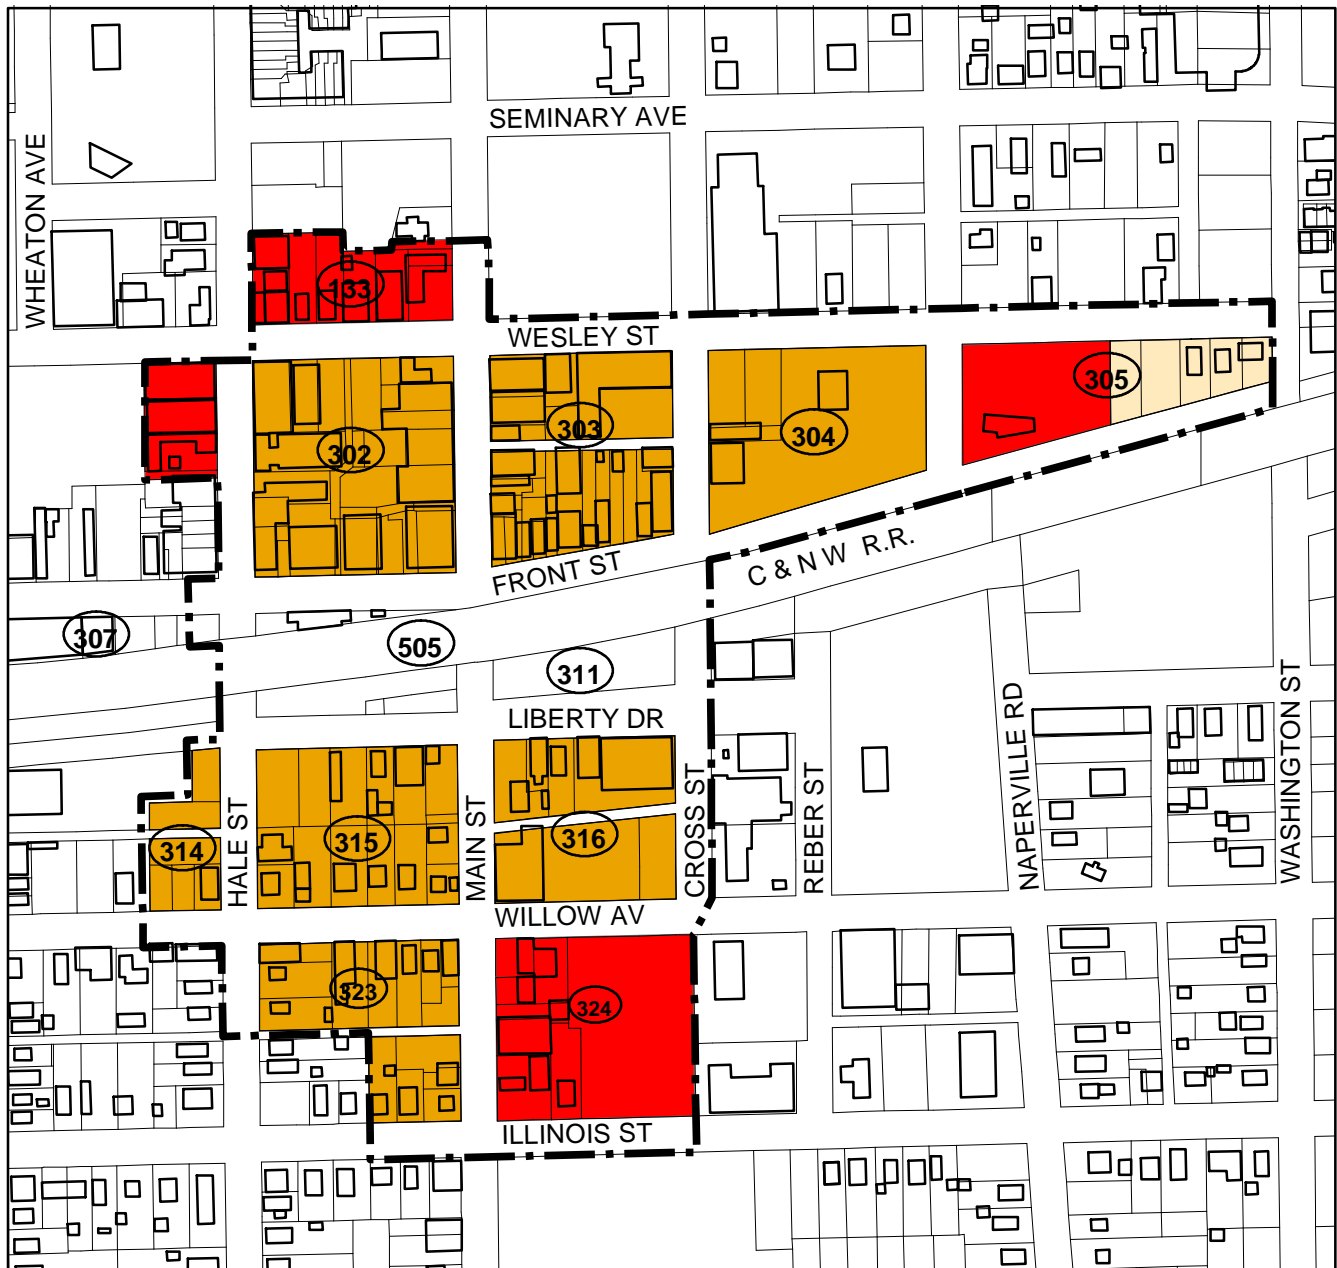 SEMINARY AVE
WHEATON AVE
133
WESLEY ST
305
303
304
302
FRONT ST
C & N W R.R.
307
505
311
LIBERTY DR
NAPERVILLE RD
WASHINGTON ST
HALE ST
MAIN ST
CROSS ST
REBER ST
314
315
316
WILLOW AV
323
324
ILLINOIS ST